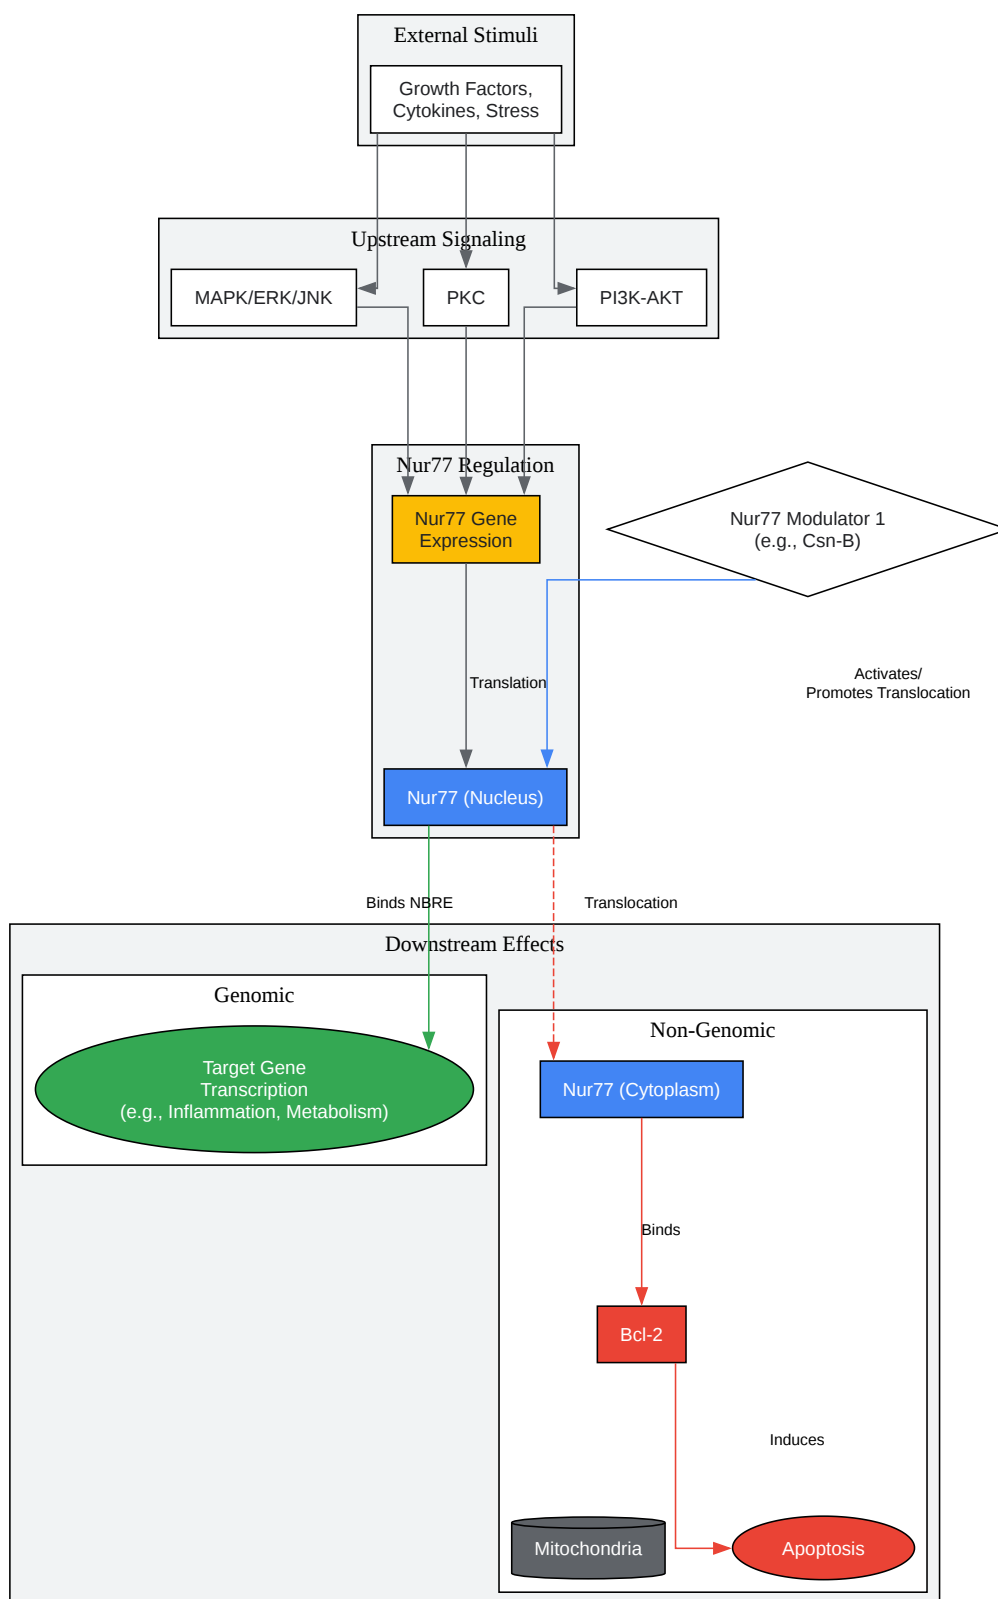 External Stimuli
Growth Factors,
Cytokines, Stress
Upstream Signaling
MAPK/ERK/JNK
PKC
PI3K-AKT
Nur77 Regulation
Nur77 Gene
Expression
Nur77 Modulator 1
(e.g., Csn-B)
Translation
Activates/
Promotes Translocation
Nur77 (Nucleus)
Binds NBRE
Translocation
Downstream Effects
Genomic
Target Gene
Transcription
(e.g., Inflammation, Metabolism)
Non-Genomic
Nur77 (Cytoplasm)
Binds
Bcl-2
Induces
Mitochondria
Apoptosis